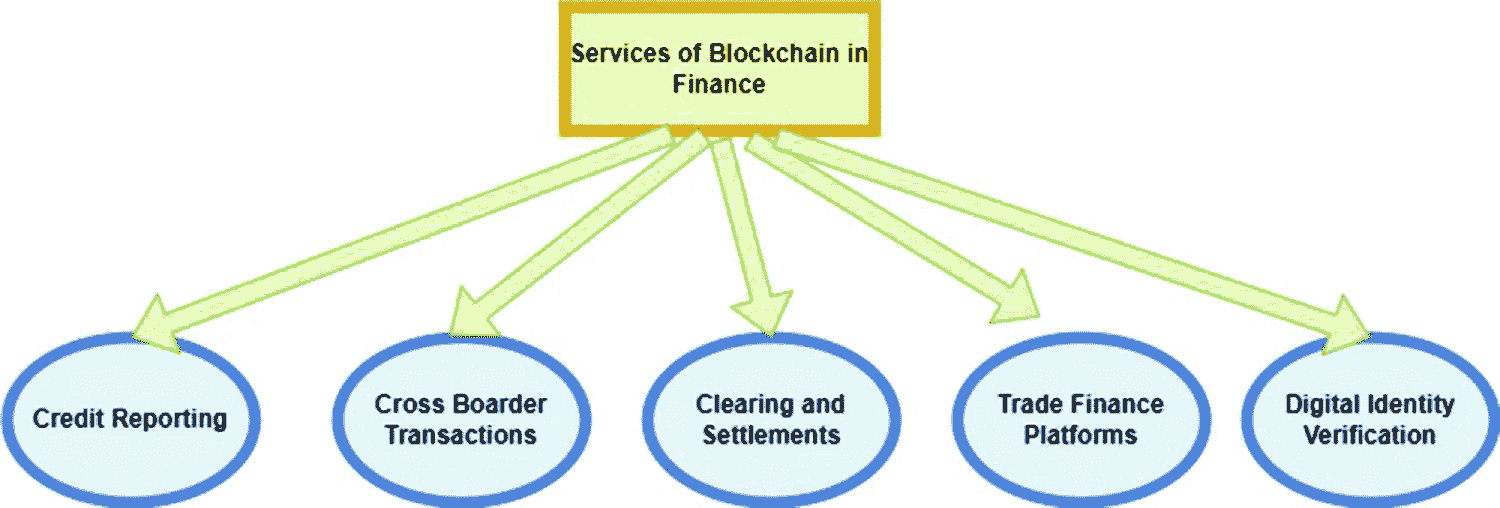 Services of Blockchain in
Finance
Credit Reporting
Cross Boarder
Transactions
Clearing and
Settlements
Trade Finance
Platforms
Digital Identity
Verification